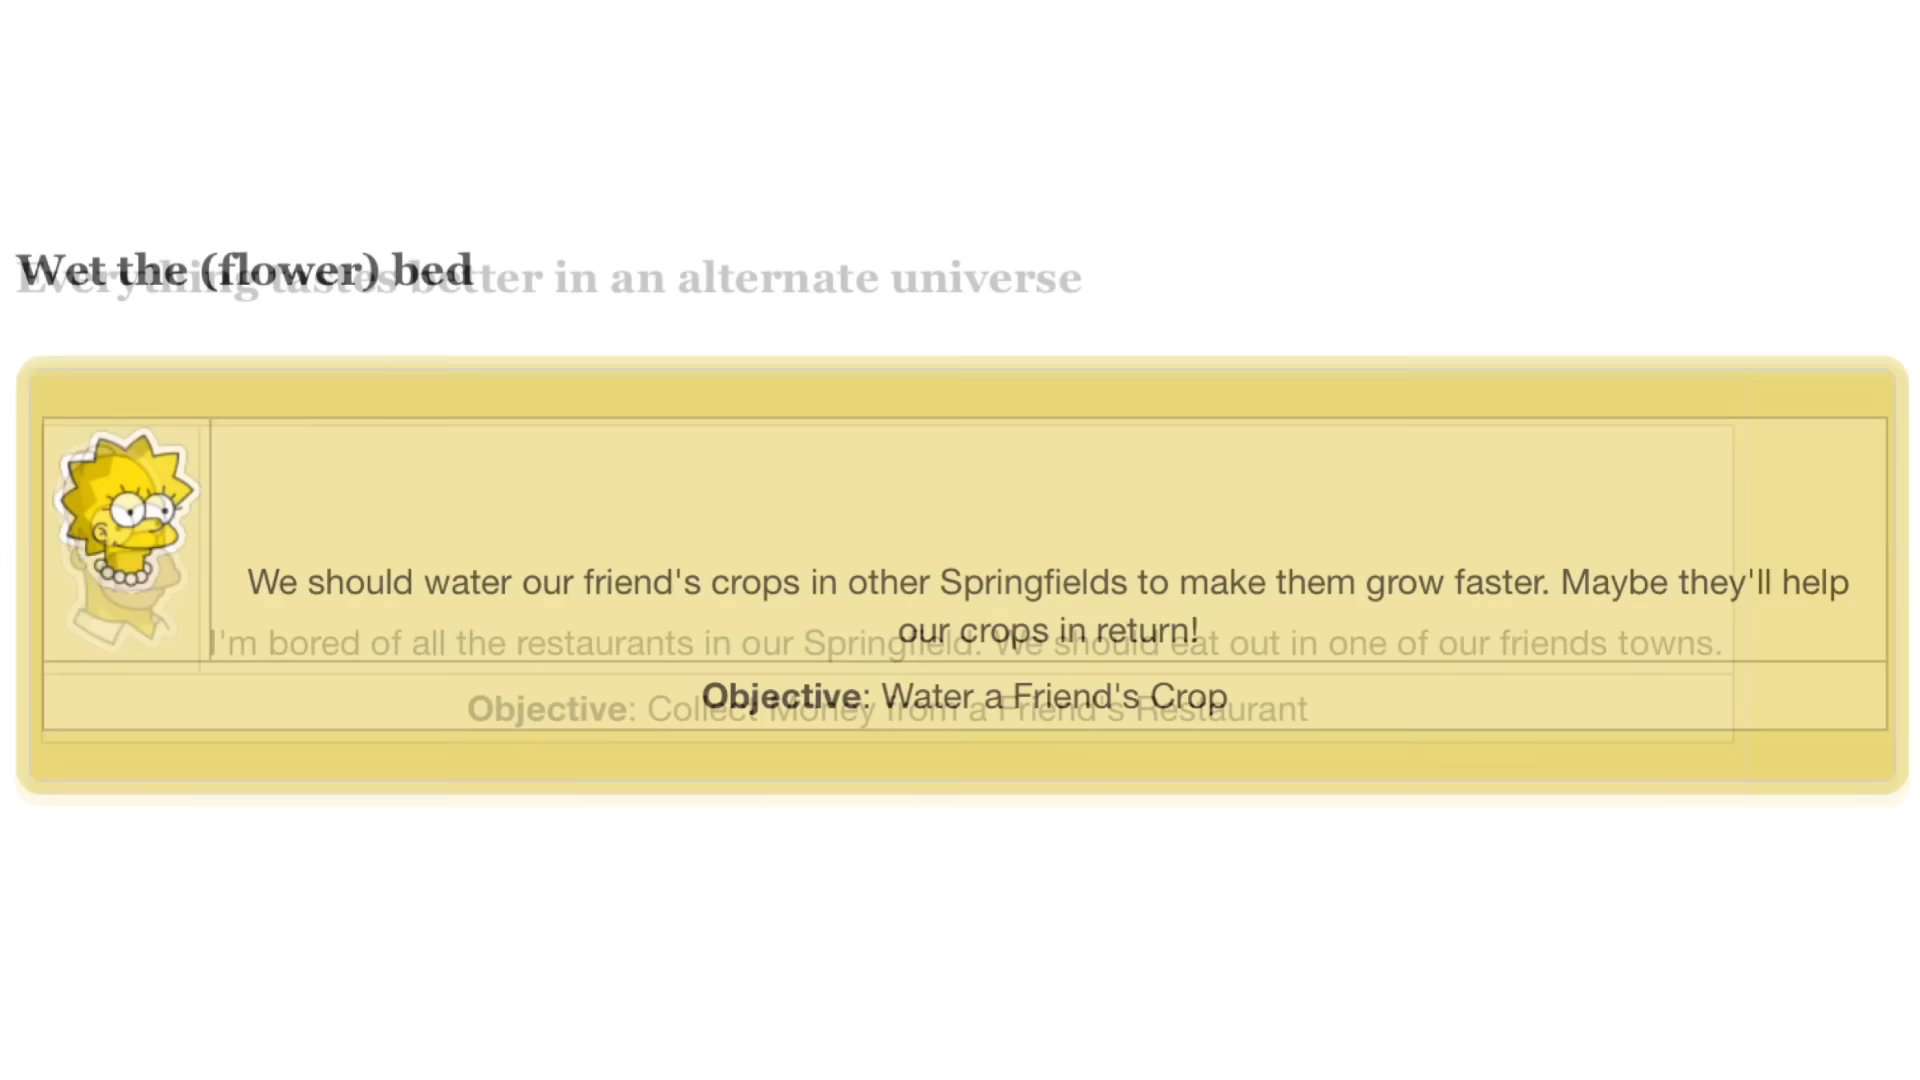 Wet the (flower) bed
Everything tastes better in an alternate universe
We should water our friend's crops in other Springfields to make them grow faster. Maybe they'll help
our crops in return!
I'm bored of all the restaurants in our Springfield. We should eat out in one of our friends towns.
Objective: Water a Friend's Crop
Objective: Collect Money from a Friend's Restaurant